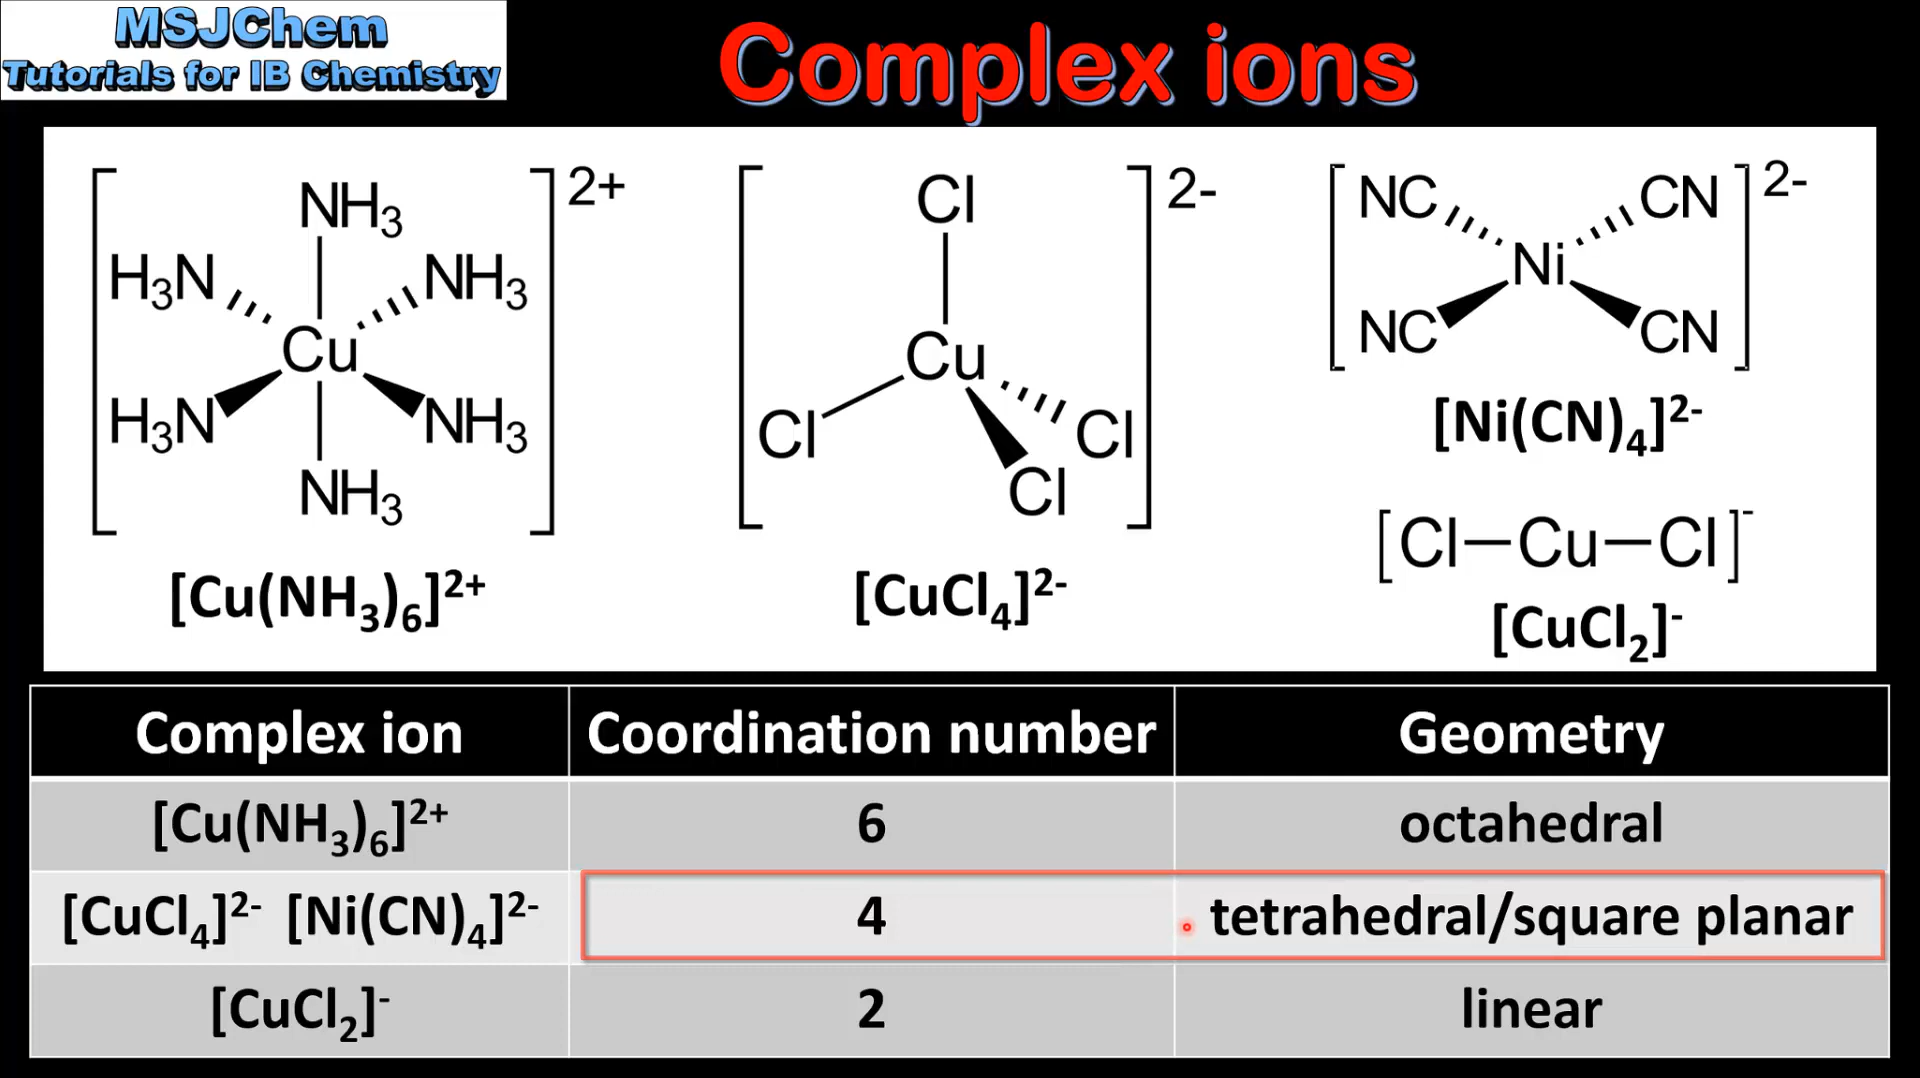 MSJChem
Tutorials for IB Chemistry
Complex ions
[ NH₃ ]²⁺
H₃N NH₃
Cu
H₃N NH₃
NH₃
[Cu(NH₃)₆]²⁺
[ Cl ]²⁻
Cu
Cl Cl
Cl
[CuCl₄]²⁻
[ NC CN ]²⁻
Ni
NC CN
[Ni(CN)₄]²⁻
[Cl—Cu—Cl]⁻
[CuCl₂]⁻
Complex ion Coordination number Geometry
[Cu(NH₃)₆]²⁺ 6 octahedral
[CuCl₄]²⁻ [Ni(CN)₄]²⁻ 4 tetrahedral/square planar
[CuCl₂]⁻ 2 linear